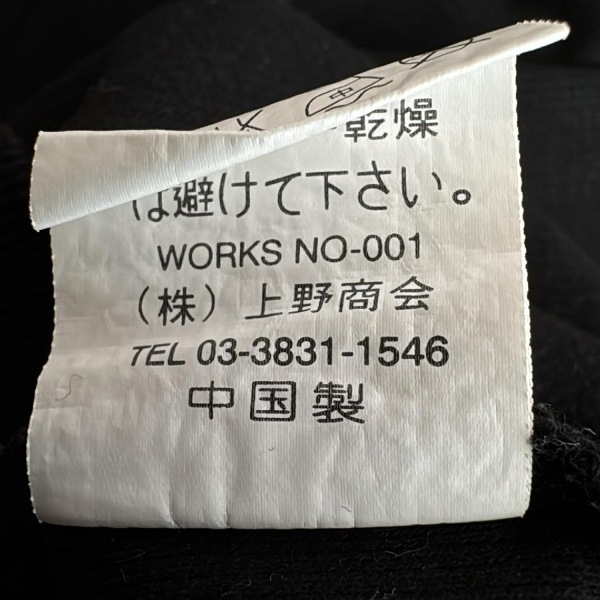 乾燥
は避けて下さい。
WORKS NO-001
（株）上野商会
TEL 03-3831-1546
中国製